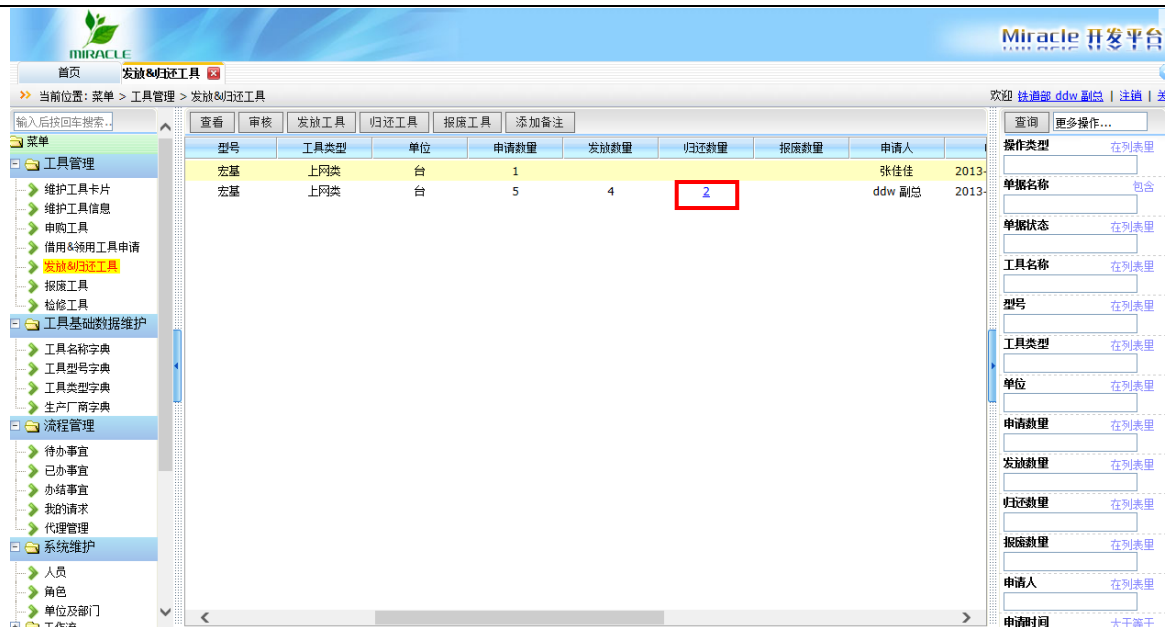 MIRACLE
Miracle 开发平台
首页 发放&归还工具
当前位置: 菜单 > 工具管理 > 发放&归还工具
欢迎 铁道部 ddw 副总 | 注销 |
输入后按回车搜索..
查看 审核 发放工具 归还工具 报废工具 添加备注
查询 更多操作...
菜单
工具管理
维护工具卡片
维护工具信息
申购工具
借用&领用工具申请
发放&归还工具
报废工具
检修工具
工具基础数据维护
工具名称字典
工具型号字典
工具类型字典
生产厂商字典
流程管理
待办事宜
已办事宜
办结事宜
我的请求
代理管理
系统维护
人员
角色
单位及部门
工作流
型号 工具类型 单位 申请数量 发放数量 归还数量 报废数量 申请人
宏基 上网类 台 1 张佳佳 2013-
宏基 上网类 台 5 4 2 ddw 副总 2013-
操作类型 在列表里
单据名称 包含
单据状态 在列表里
工具名称 在列表里
型号 在列表里
工具类型 在列表里
单位 在列表里
申请数量 在列表里
发放数量 在列表里
归还数量 在列表里
报废数量 在列表里
申请人 在列表里
申请时间 大于等于